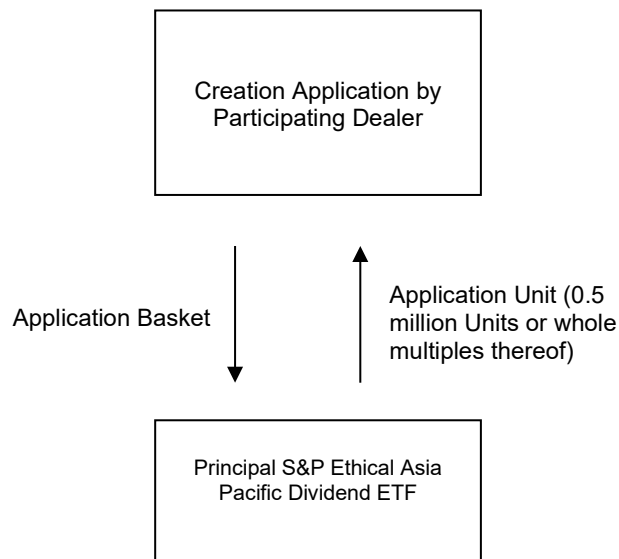 Creation Application by
Participating Dealer
Application Basket
Application Unit (0.5
million Units or whole
multiples thereof)
Principal S&P Ethical Asia
Pacific Dividend ETF